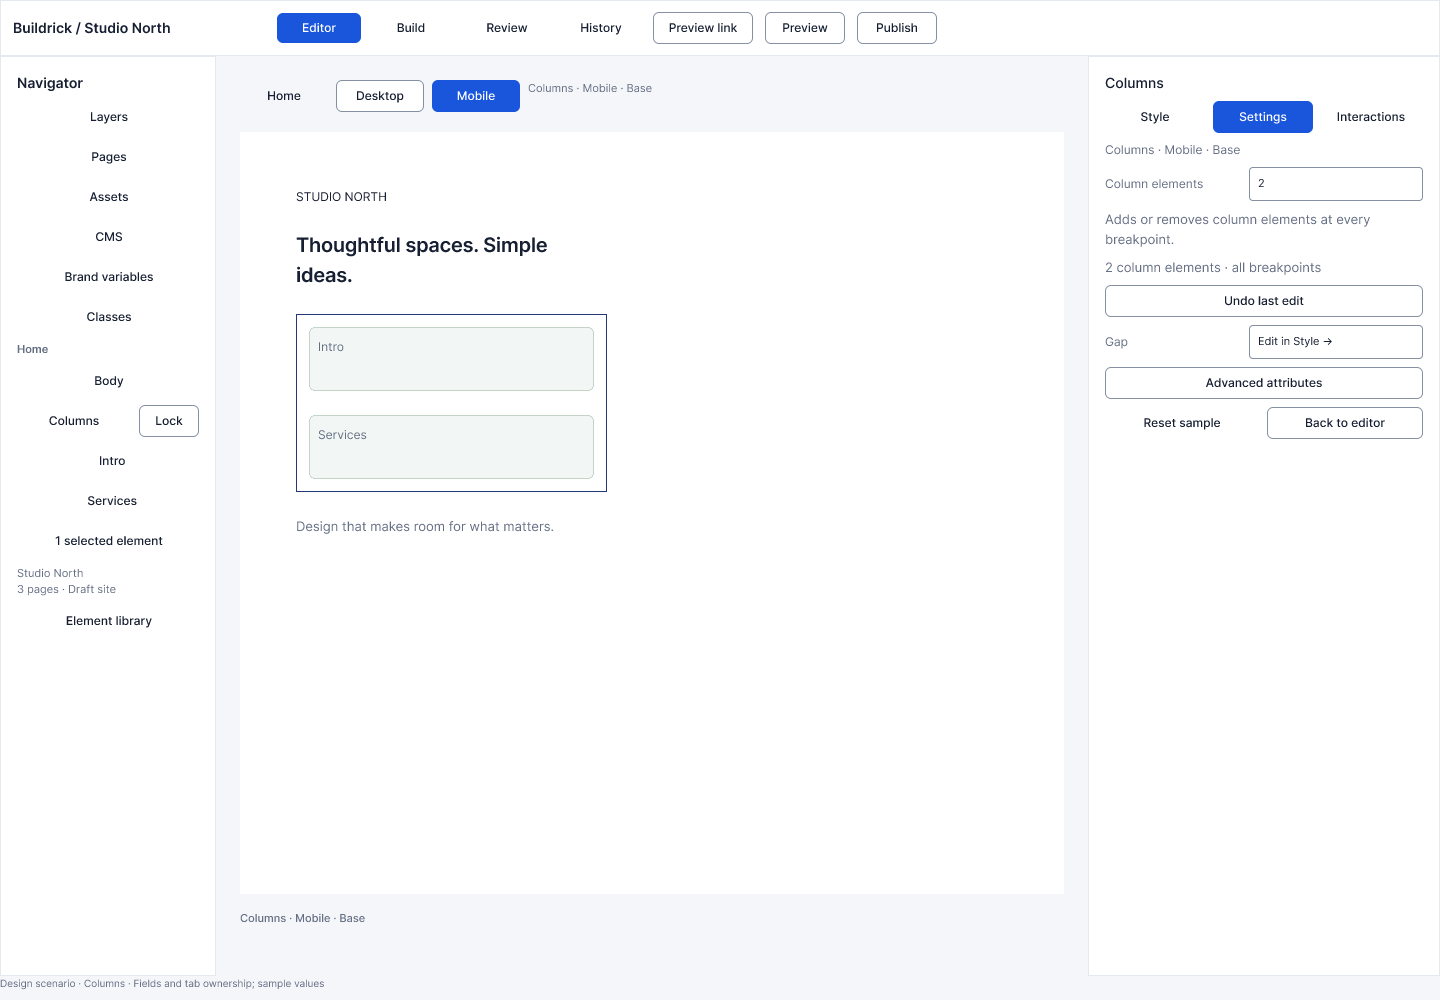 Buildrick / Studio North
Editor
Build
Review
History
Preview link
Preview
Publish
Navigator
Layers
Pages
Assets
CMS
Brand variables
Classes
Home
Body
Columns
Lock
Intro
Services
1 selected element
Studio North
3 pages · Draft site
Element library
Home
Desktop
Mobile
Columns · Mobile · Base
STUDIO NORTH
Thoughtful spaces. Simple
ideas.
Intro
Services
Design that makes room for what matters.
Columns · Mobile · Base
Columns
Style
Settings
Interactions
Columns · Mobile · Base
Column elements
2
Adds or removes column elements at every
breakpoint.
2 column elements · all breakpoints
Undo last edit
Gap
Edit in Style →
Advanced attributes
Reset sample
Back to editor
Design scenario · Columns · Fields and tab ownership; sample values